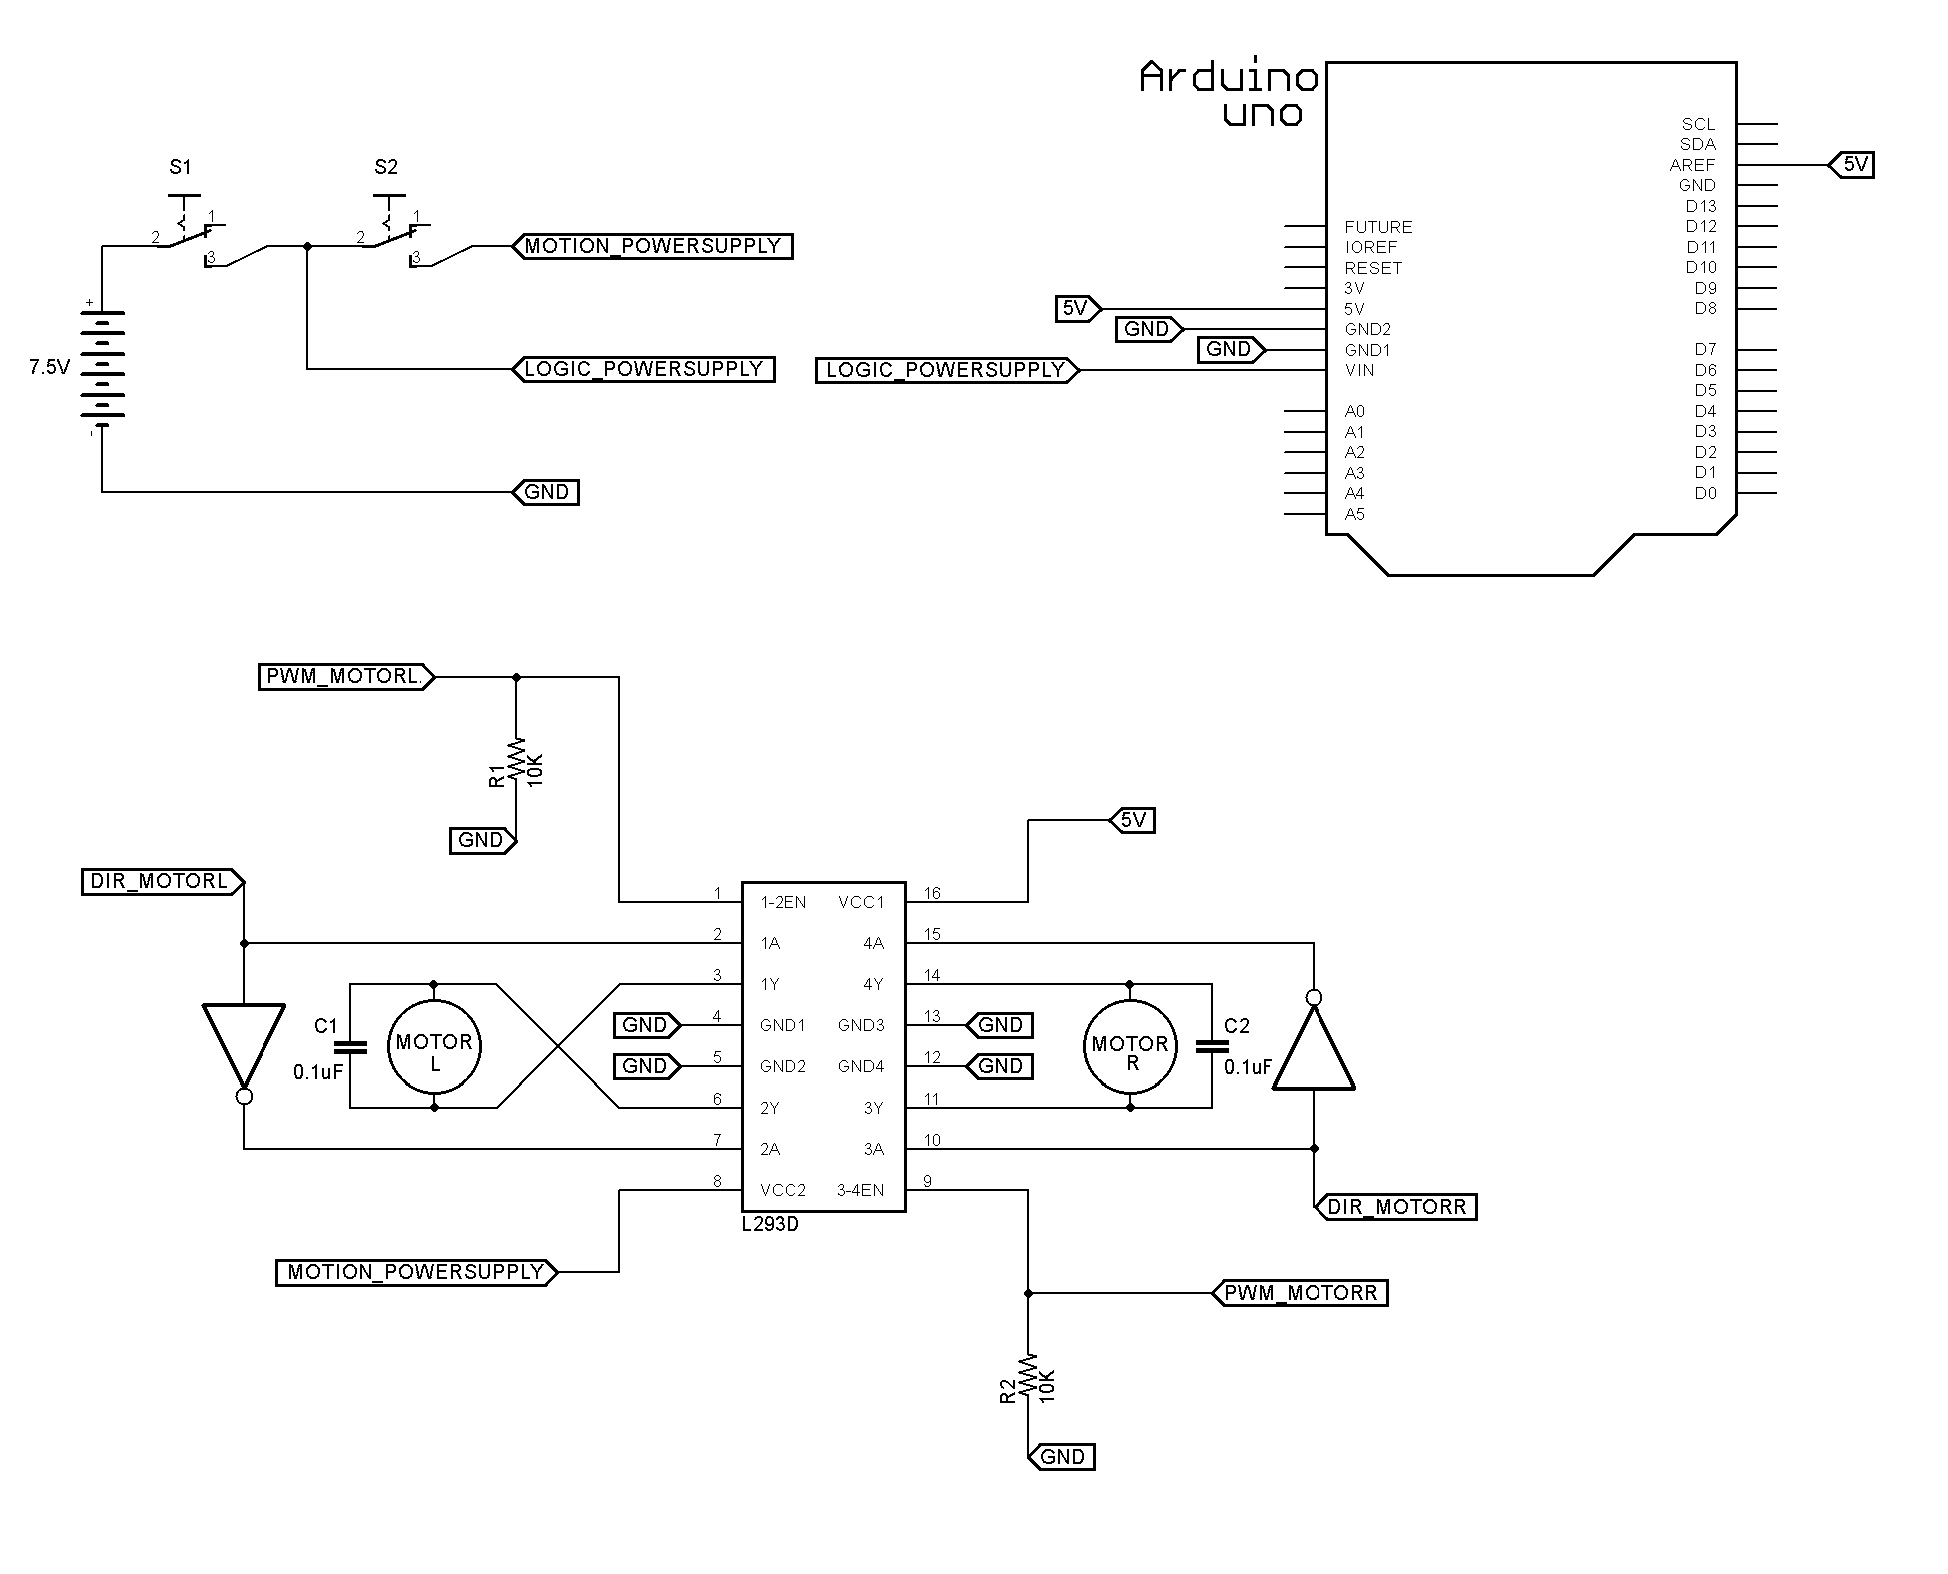 Arduino
uno
SCL
SDA
AREF
5V
GND
D13
D12
D11
D10
D9
D8
D7
D6
D5
D4
D3
D2
D1
D0
FUTURE
IOREF
RESET
3V
5V
5V
GND
GND2
GND
GND1
LOGIC_POWERSUPPLY
VIN
A0
A1
A2
A3
A4
A5
S1
S2
1
2
3
1
2
3
MOTION_POWERSUPPLY
+
7.5V
-
LOGIC_POWERSUPPLY
GND
PWM_MOTORL
R1
10K
GND
5V
DIR_MOTORL
1
1-2EN
VCC1
16
2
1A
4A
15
3
1Y
4Y
14
GND
4
GND1
GND3
13
GND
GND
5
GND2
GND4
12
GND
6
2Y
3Y
11
7
2A
3A
10
8
VCC2
3-4EN
9
L293D
C1
0.1uF
MOTOR
L
MOTOR
R
C2
0.1uF
DIR_MOTORR
MOTION_POWERSUPPLY
PWM_MOTORR
R2
10K
GND